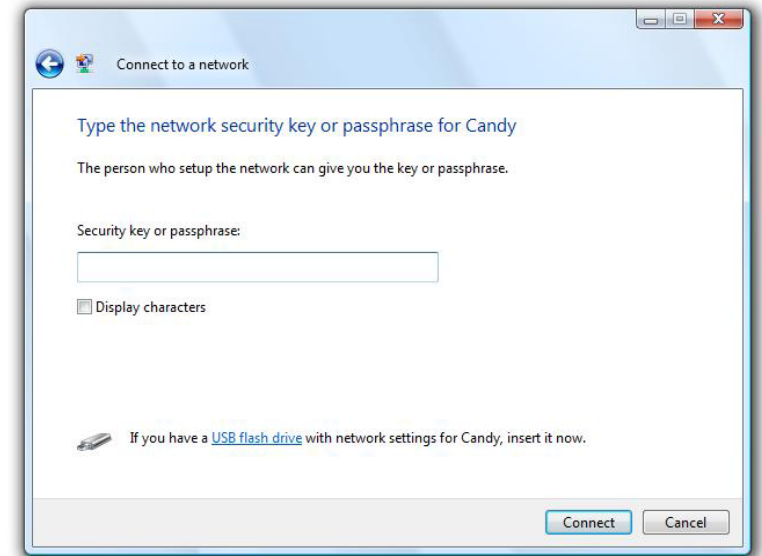 Connect to a network
Type the network security key or passphrase for Candy
The person who setup the network can give you the key or passphrase.
Security key or passphrase:
Display characters
If you have a USB flash drive with network settings for Candy, insert it now.
Connect Cancel